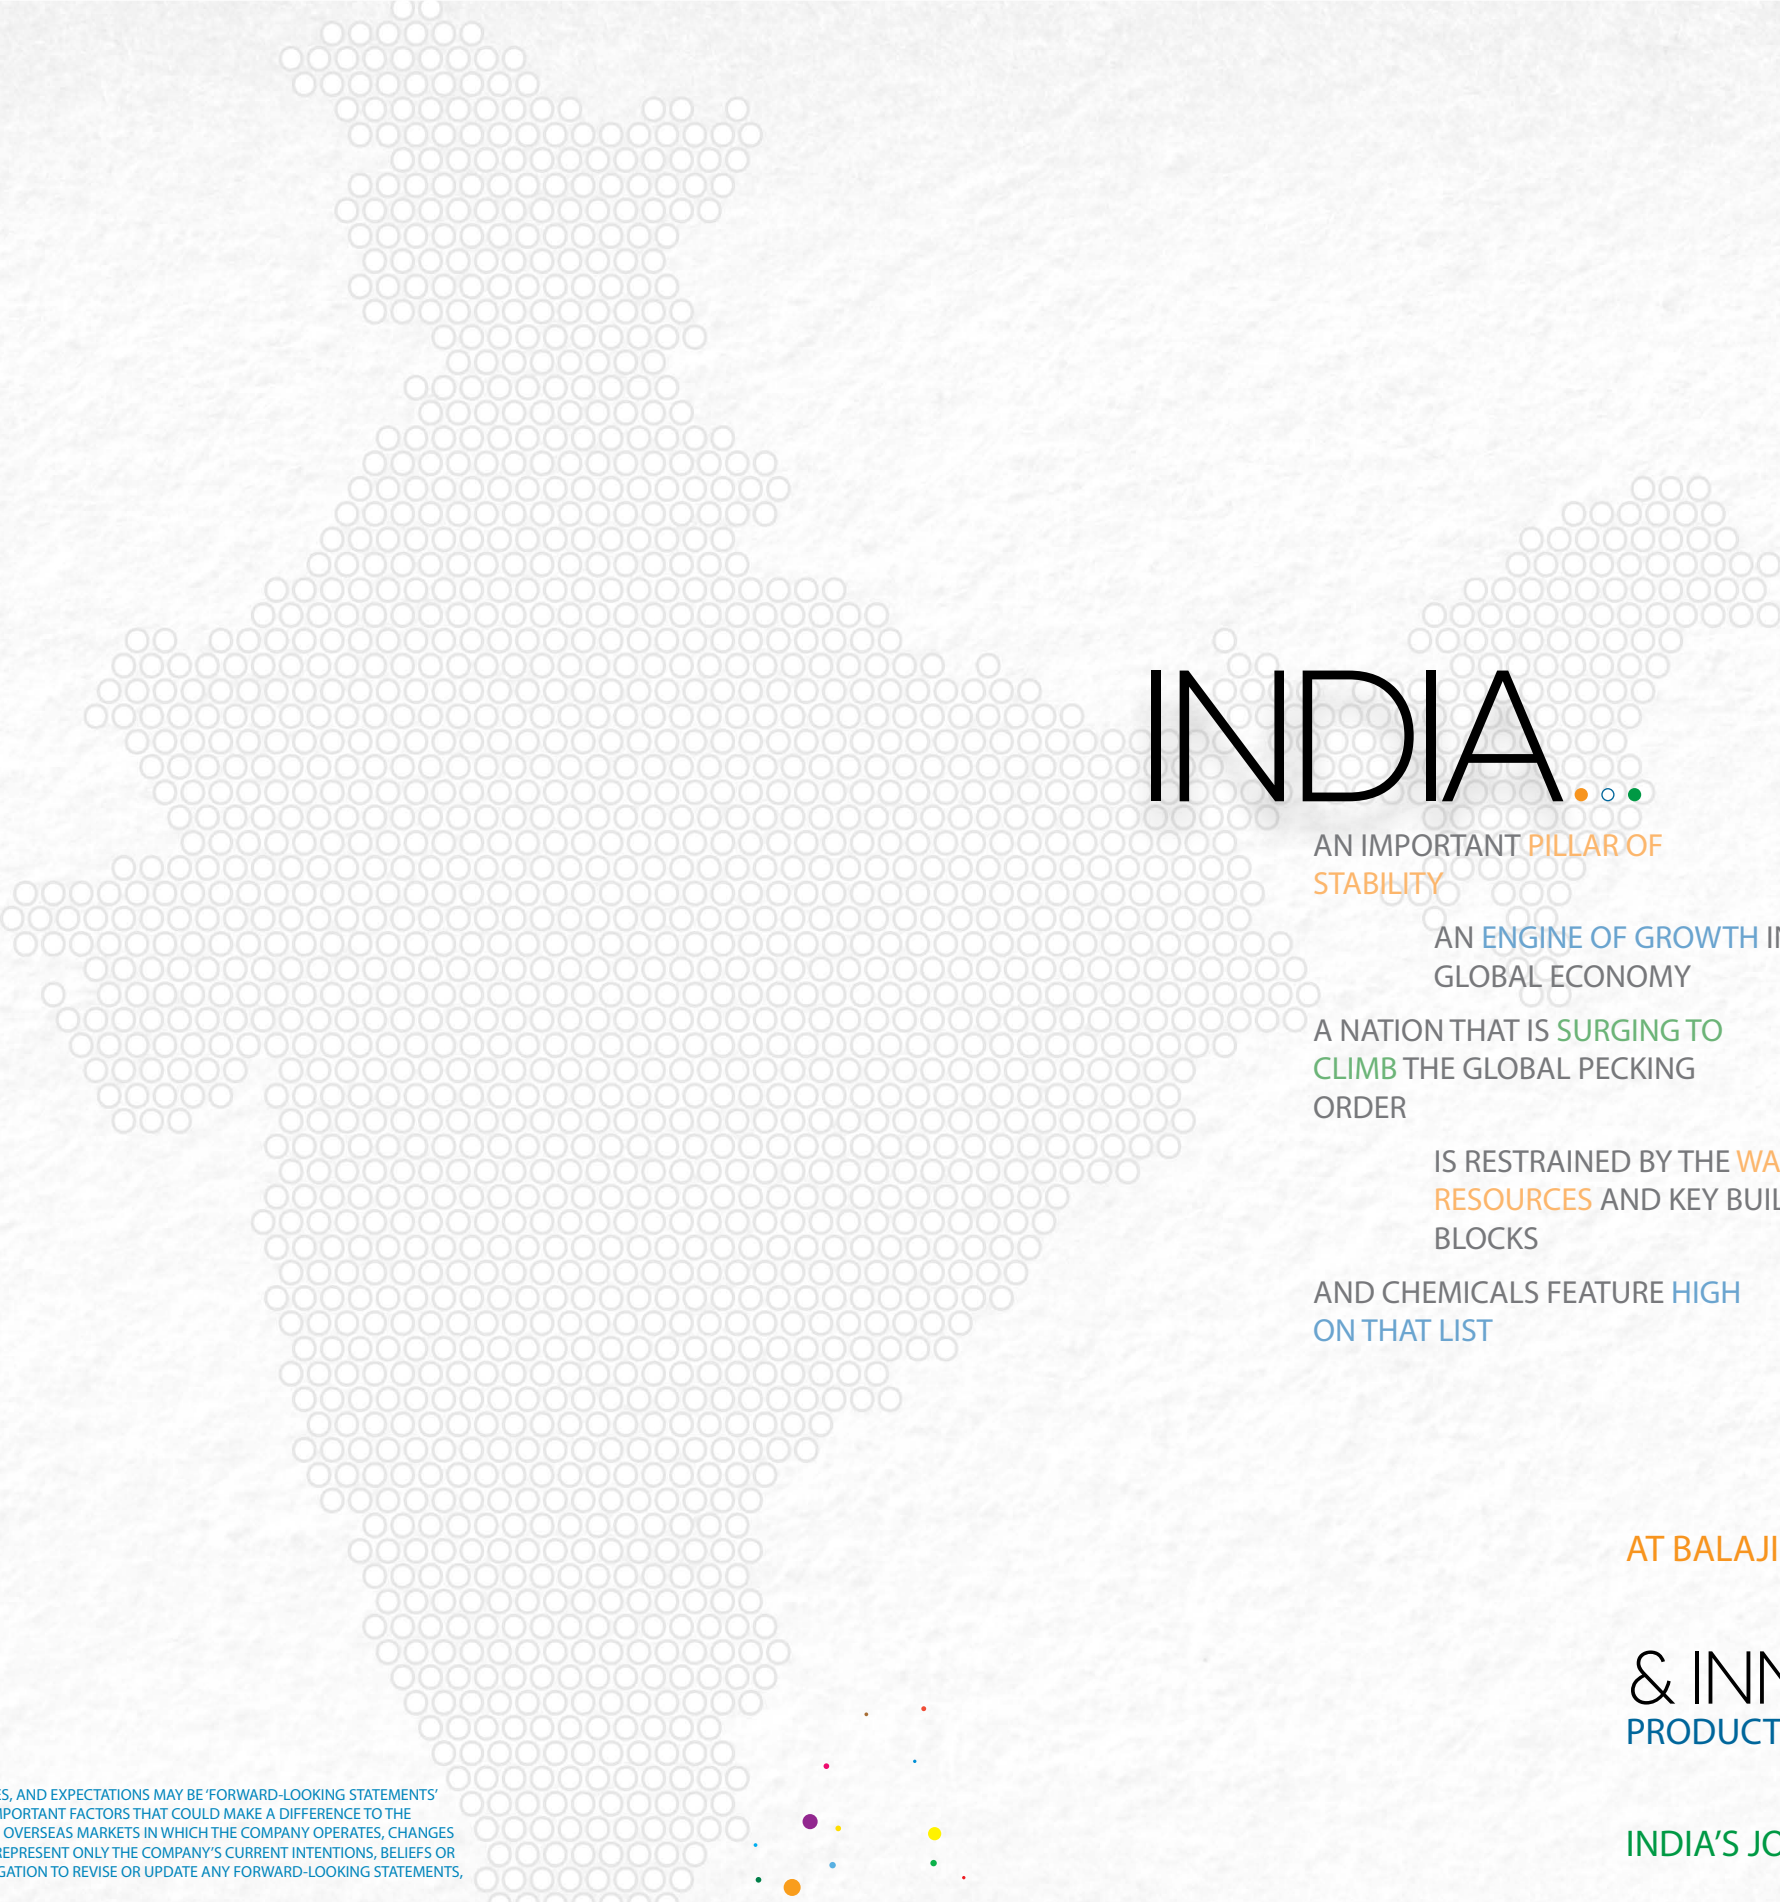 INDIA...
AN IMPORTANT PILLAR OF
STABILITY
AN ENGINE OF GROWTH
GLOBAL ECONOMY
A NATION THAT IS SURGING TO
CLIMB THE GLOBAL PECKING
ORDER
IS RESTRAINED BY THE
RESOURCES AND KEY
BLOCKS
AND CHEMICALS FEATURE HIGH
ON THAT LIST
AT BALAJI
&
PRODUCT
INDIA'S
AND EXPECTATIONS MAY BE 'FORWARD-LOOKING STATEMENTS'
FACTORS THAT COULD MAKE A DIFFERENCE TO THE
OVERSEAS MARKETS IN WHICH THE COMPANY OPERATES, CHANGES
REPRESENT ONLY THE COMPANY'S CURRENT INTENTIONS, BELIEFS OR
TO REVISE OR UPDATE ANY FORWARD-LOOKING STATEMENTS,